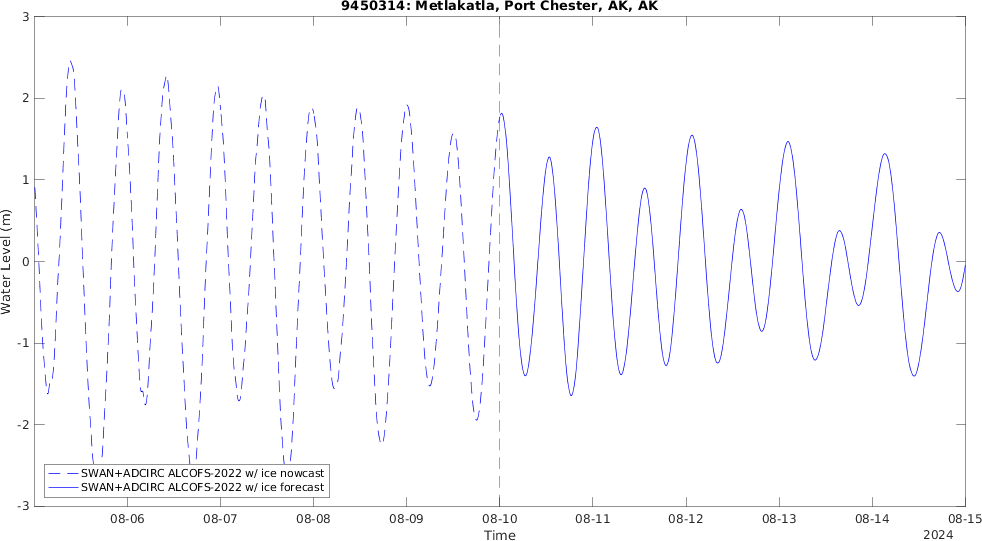 9450314: Metlakatla, Port Chester, AK, AK
3
2
1
0
-1
-2
-3
Water Level (m)
SWAN+ADCIRC ALCOFS-2022 w/ ice nowcast
SWAN+ADCIRC ALCOFS-2022 w/ ice forecast
08-06 08-07 08-08 08-09 08-10 08-11 08-12 08-13 08-14 08-15
Time
2024